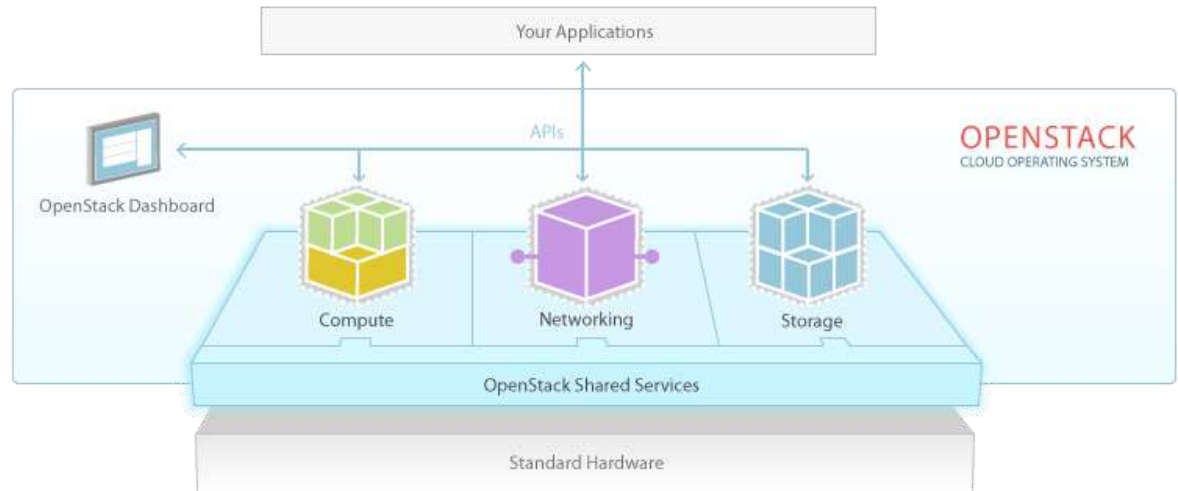 Your Applications
APIs
OPENSTACK
CLOUD OPERATING SYSTEM
OpenStack Dashboard
Compute
Networking
Storage
OpenStack Shared Services
Standard Hardware